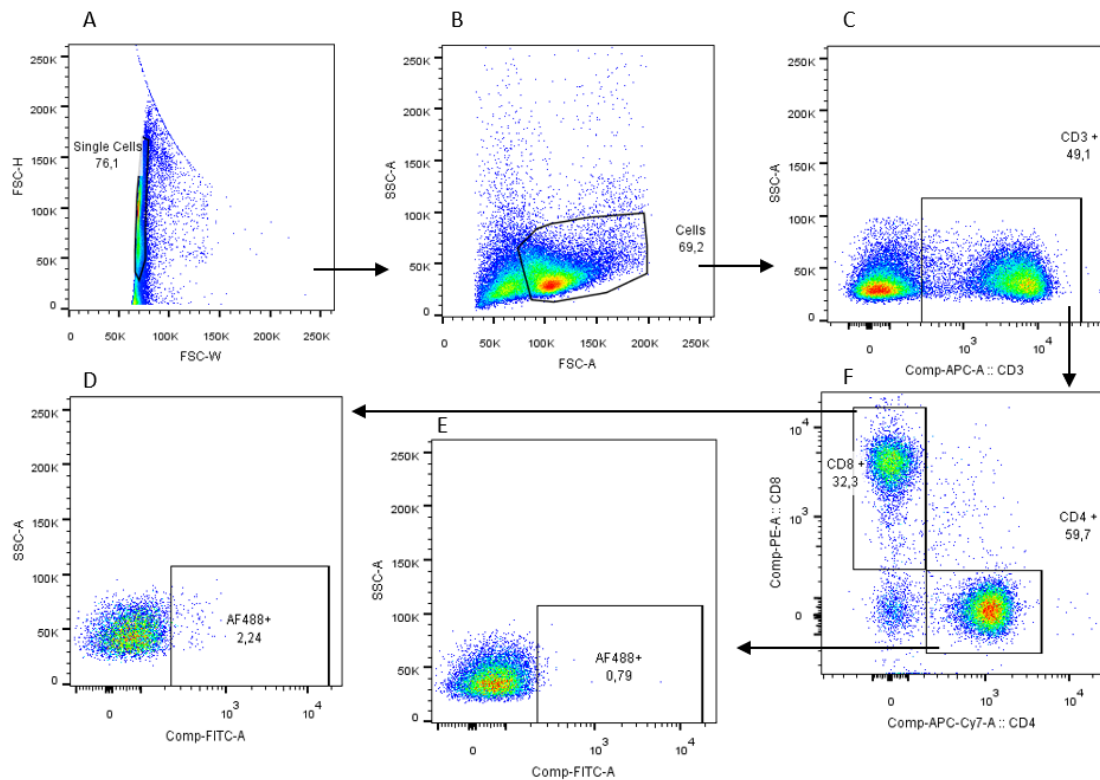 A
250K
200K
150K
100K
50K
0
FSC-H
Single Cells
76,1
0 50K 100K 150K 200K 250K
FSC-W
B
250K
200K
150K
100K
50K
0
SSC-A
Cells
69,2
0 50K 100K 150K 200K 250K
FSC-A
C
250K
200K
150K
100K
50K
0
SSC-A
CD3 +
49,1
0 10³ 10⁴
Comp-APC-A :: CD3
D
250K
200K
150K
100K
50K
0
SSC-A
AF488+
2,24
0 10³ 10⁴
Comp-FITC-A
E
250K
200K
150K
100K
50K
0
SSC-A
AF488+
0,79
0 10³ 10⁴
Comp-FITC-A
F
10⁴
10³
0
Comp-PE-A :: CD8
CD8 +
32,3
CD4 +
59,7
0 10³ 10⁴
Comp-APC-Cy7-A :: CD4